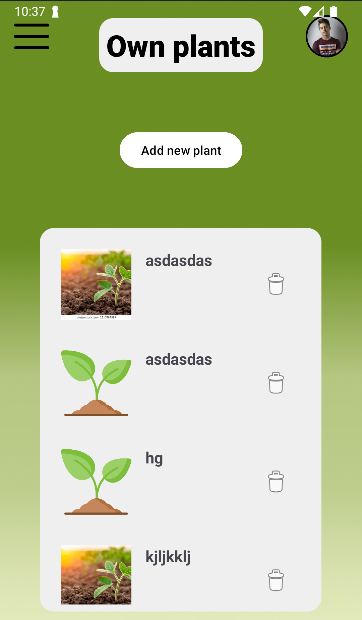 10:37
Own plants
Add new plant
asdasdas
asdasdas
hg
kjljkklj